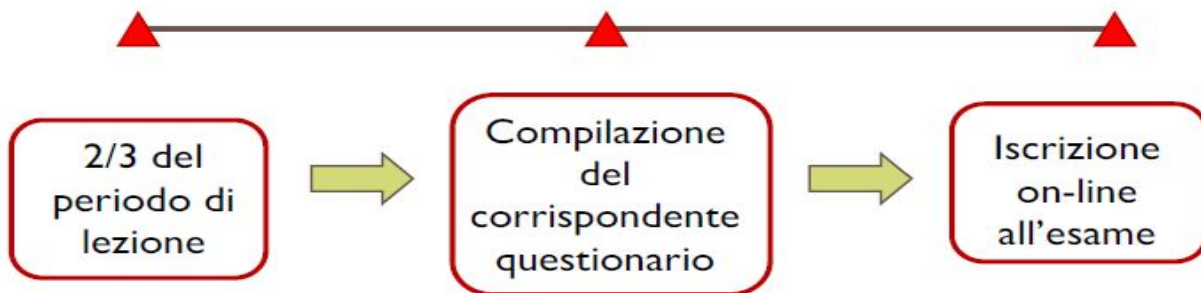 2/3 del
periodo di
lezione
Compilazione
del
corrispondente
questionario
Iscrizione
on-line
all'esame